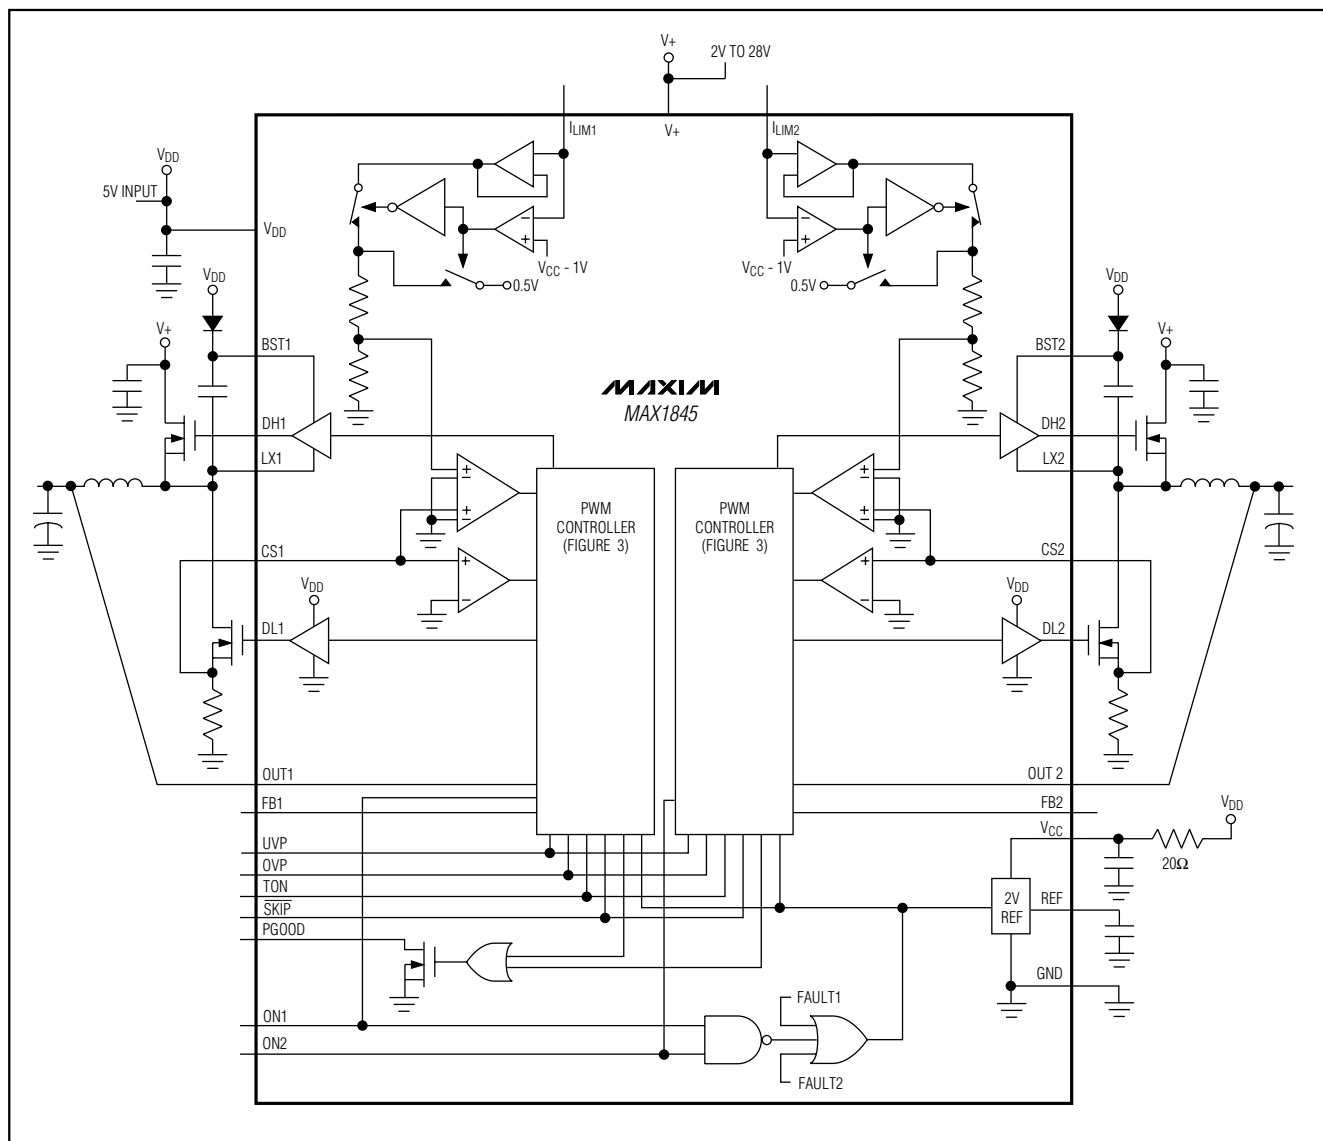 V+
2V TO 28V
ILIM1
V+
ILIM2
VDD
5V INPUT
VDD
VCC - 1V
VCC - 1V
0.5V
0.5V
VDD
VDD
V+
V+
BST1
BST2
MAXIM
MAX1845
DH1
DH2
LX1
LX2
PWM
CONTROLLER
(FIGURE 3)
PWM
CONTROLLER
(FIGURE 3)
CS1
CS2
VDD
VDD
DL1
DL2
OUT1
OUT 2
FB1
FB2
VDD
UVP
VCC
20Ω
OVP
TON
SKIP
2V
REF
REF
PGOOD
GND
FAULT1
ON1
ON2
FAULT2